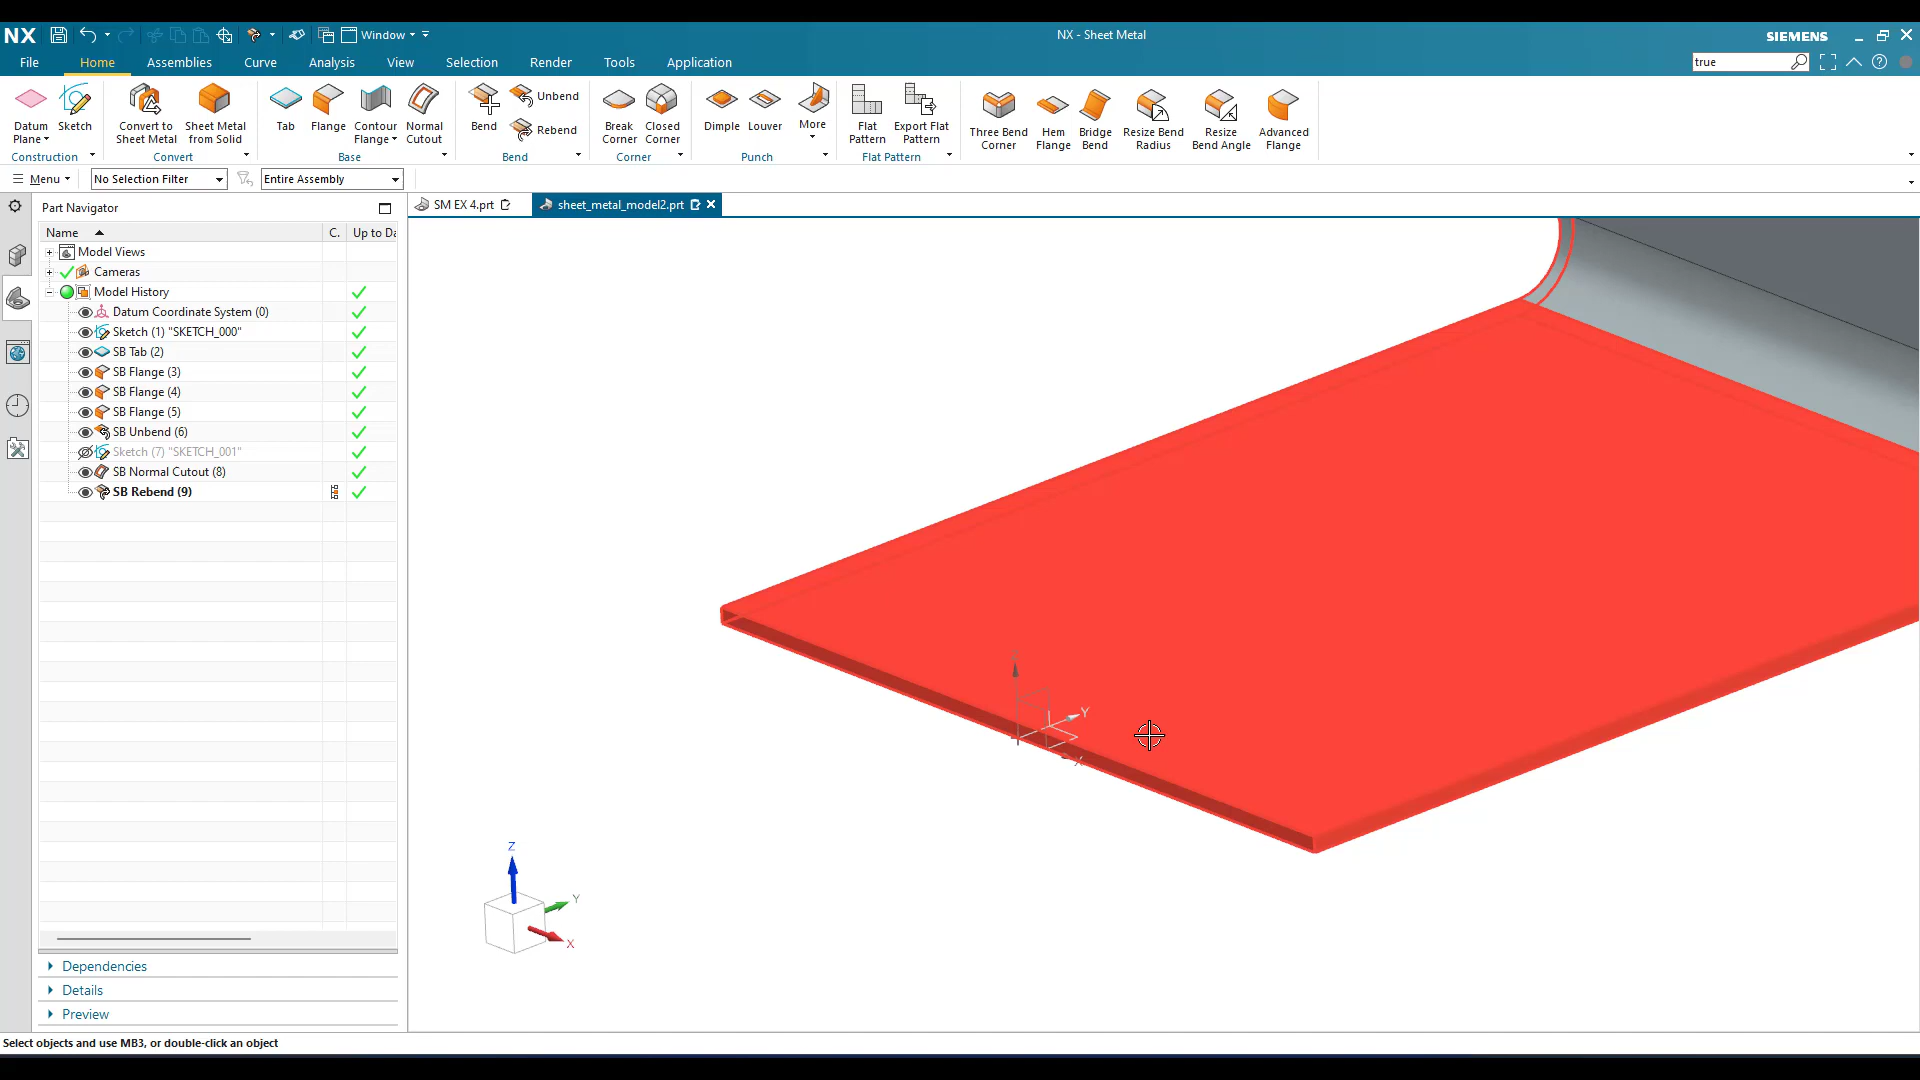 NX
Window
NX - Sheet Metal
SIEMENS
File
Home
Assemblies
Curve
Analysis
View
Selection
Render
Tools
Application
true
Datum
Plane
Sketch
Convert to
Sheet Metal
Sheet Metal
from Solid
Tab
Flange
Contour
Flange
Normal
Cutout
Bend
Unbend
Rebend
Break
Corner
Closed
Corner
Dimple
Louver
More
Flat
Pattern
Export Flat
Pattern
Three Bend
Corner
Hem
Flange
Bridge
Bend
Resize Bend
Radius
Resize
Bend Angle
Advanced
Flange
Construction
Convert
Base
Bend
Corner
Punch
Flat Pattern
Menu
No Selection Filter
Entire Assembly
Part Navigator
SM EX 4.prt
sheet_metal_model2.prt
Name
C.
Up to Da
Model Views
Cameras
Model History
Datum Coordinate System (0)
Sketch (1) "SKETCH_000"
SB Tab (2)
SB Flange (3)
SB Flange (4)
SB Flange (5)
SB Unbend (6)
Sketch (7) "SKETCH_001"
SB Normal Cutout (8)
SB Rebend (9)
Z
Y
X
Z
Y
X
Dependencies
Details
Preview
Select objects and use MB3, or double-click an object